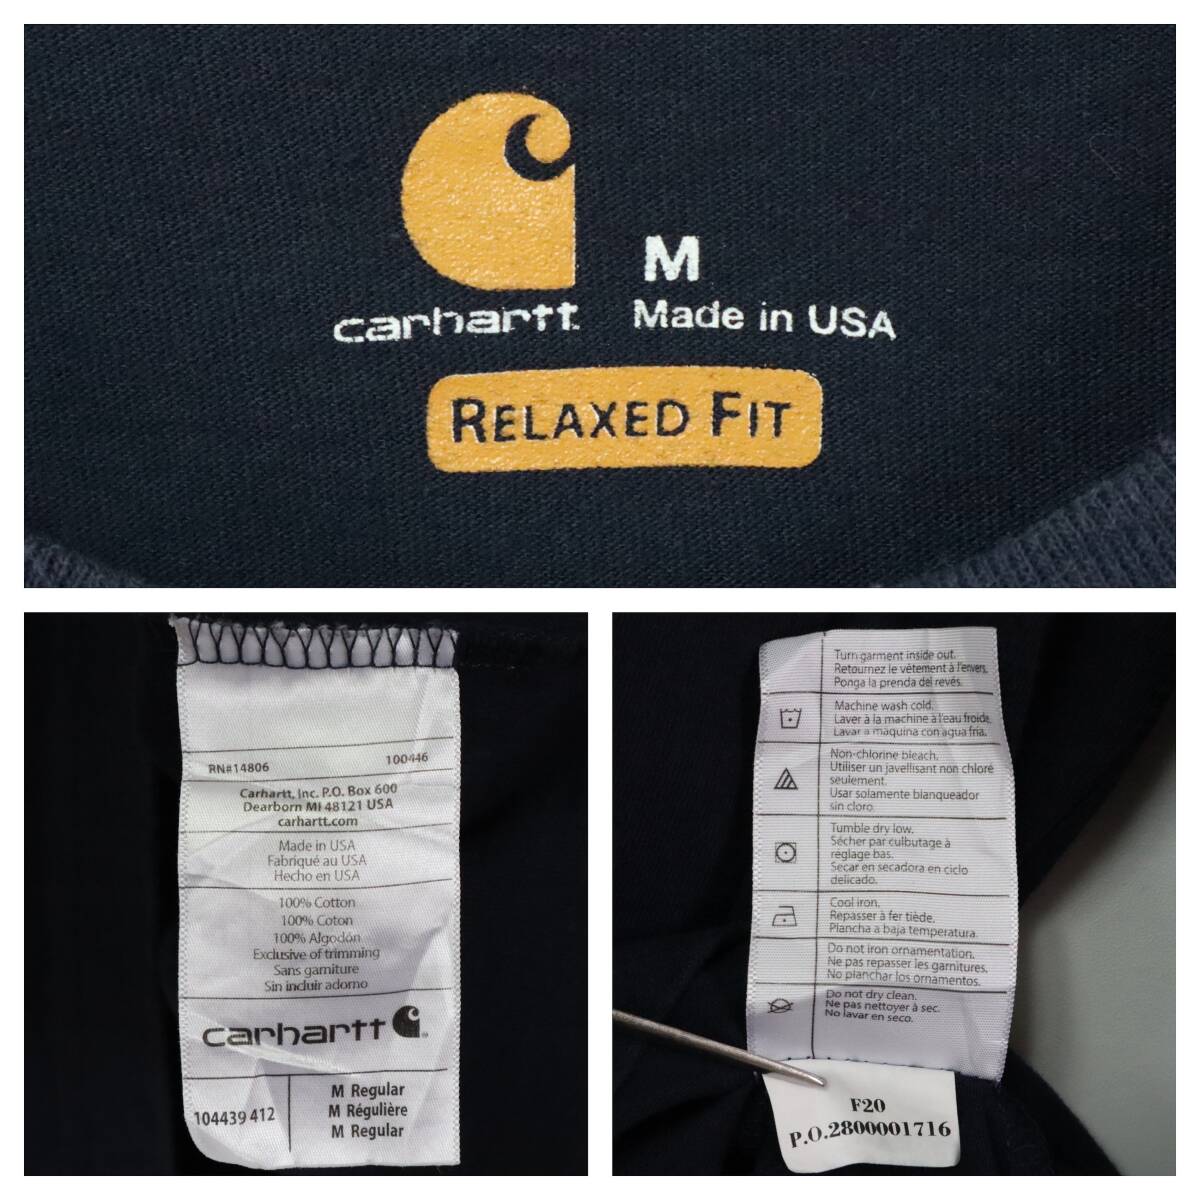 M
carhartt
Made in USA
RELAXED FIT
RN#14806 100446
Carhartt, Inc. P.O. Box 600
Dearborn MI 48121 USA
carhartt.com
Made in USA
Fabriqué au USA
Hecho en USA
100% Cotton
100% Coton
100% Algodón
Exclusive of trimming
Sans garniture
Sin incluir adorno
carhartt
104439 412
M Regular
M Régulière
M Regular
Turn garment inside out.
Retournez le vêtement à l'envers.
Ponga la prenda del revés.
Machine wash cold.
Laver à la machine à l'eau froide.
Lavar a maquina con agua fria.
Non-chlorine bleach.
Utiliser un javellisant non chloré
seulement.
Usar solamente blanqueador
sin cloro.
Tumble dry low.
Sécher par culbutage à
réglage bas.
Secar en secadora en ciclo
delicado.
Cool iron.
Repasser à fer tiède.
Plancha a baja temperatura.
Do not iron ornamentation.
Ne pas repasser les garnitures.
No planchar los ornamentos.
Do not dry clean.
Ne pas nettoyer à sec.
No lavar en seco.
F20
P.O.2800001716